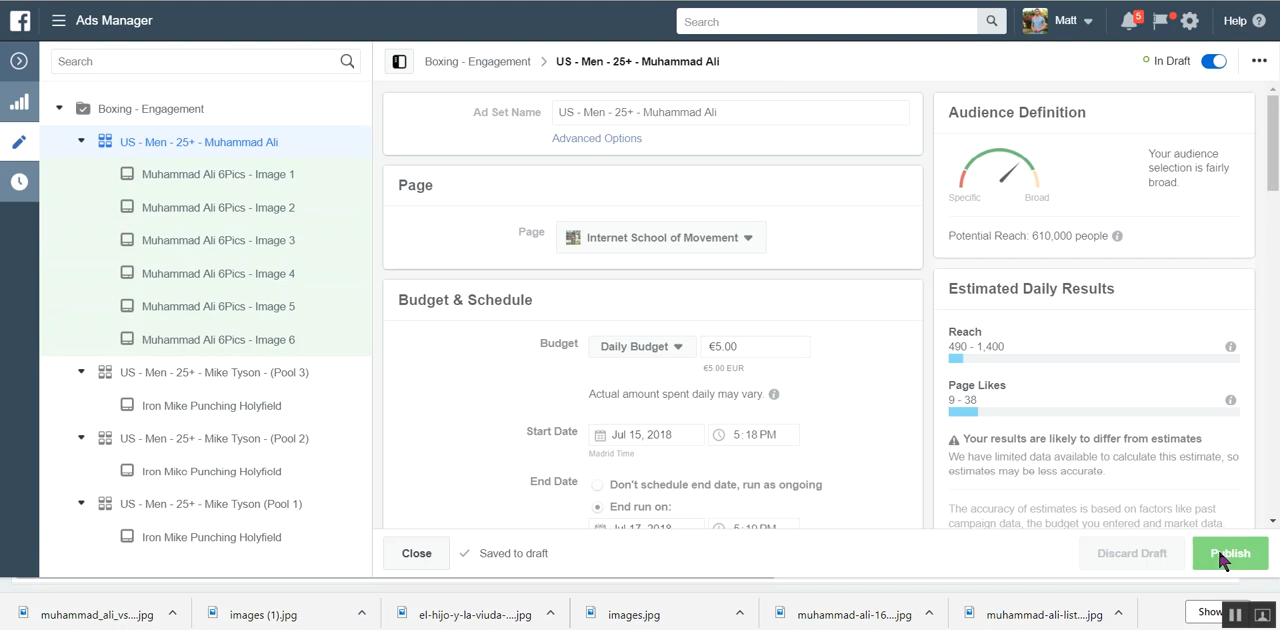 Ads Manager
Search
Matt
5
Help
Search
Boxing - Engagement
US - Men - 25+ - Muhammad Ali
In Draft
Boxing - Engagement
US - Men - 25+ - Muhammad Ali
Muhammad Ali 6Pics - Image 1
Muhammad Ali 6Pics - Image 2
Muhammad Ali 6Pics - Image 3
Muhammad Ali 6Pics - Image 4
Muhammad Ali 6Pics - Image 5
Muhammad Ali 6Pics - Image 6
US - Men - 25+ - Mike Tyson - (Pool 3)
Iron Mike Punching Holyfield
US - Men - 25+ - Mike Tyson - (Pool 2)
Iron Mike Punching Holyfield
US - Men - 25+ - Mike Tyson (Pool 1)
Iron Mike Punching Holyfield
Ad Set Name
US - Men - 25+ - Muhammad Ali
Advanced Options
Page
Page
Internet School of Movement
Budget & Schedule
Budget
Daily Budget
€5.00
€5.00 EUR
Actual amount spent daily may vary.
Start Date
Jul 15, 2018
5:18 PM
Madrid Time
End Date
Don't schedule end date, run as ongoing
End run on:
Jul 17, 2018
5:19 PM
Audience Definition
Your audience
selection is fairly
broad.
Specific
Broad
Potential Reach: 610,000 people
Estimated Daily Results
Reach
490 - 1,400
Page Likes
9 - 38
Your results are likely to differ from estimates
We have limited data available to calculate this estimate, so
estimates may be less accurate.
The accuracy of estimates is based on factors like past
campaign data, the budget you entered and market data.
Close
Saved to draft
Discard Draft
Publish
muhammad_ali_vs....jpg
images (1).jpg
el-hijo-y-la-viuda-....jpg
images.jpg
muhammad-ali-16....jpg
muhammad-ali-list....jpg
Show